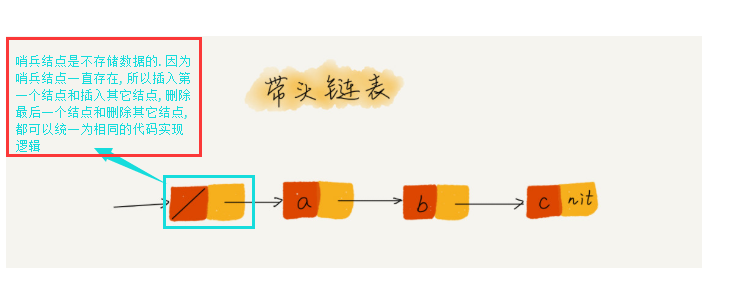 哨兵结点是不存储数据的. 因为
哨兵结点一直存在, 所以插入第
一个结点和插入其它结点, 删除
最后一个结点和删除其它结点,
都可以统一为相同的代码实现
逻辑
带头链表
a
b
c nit